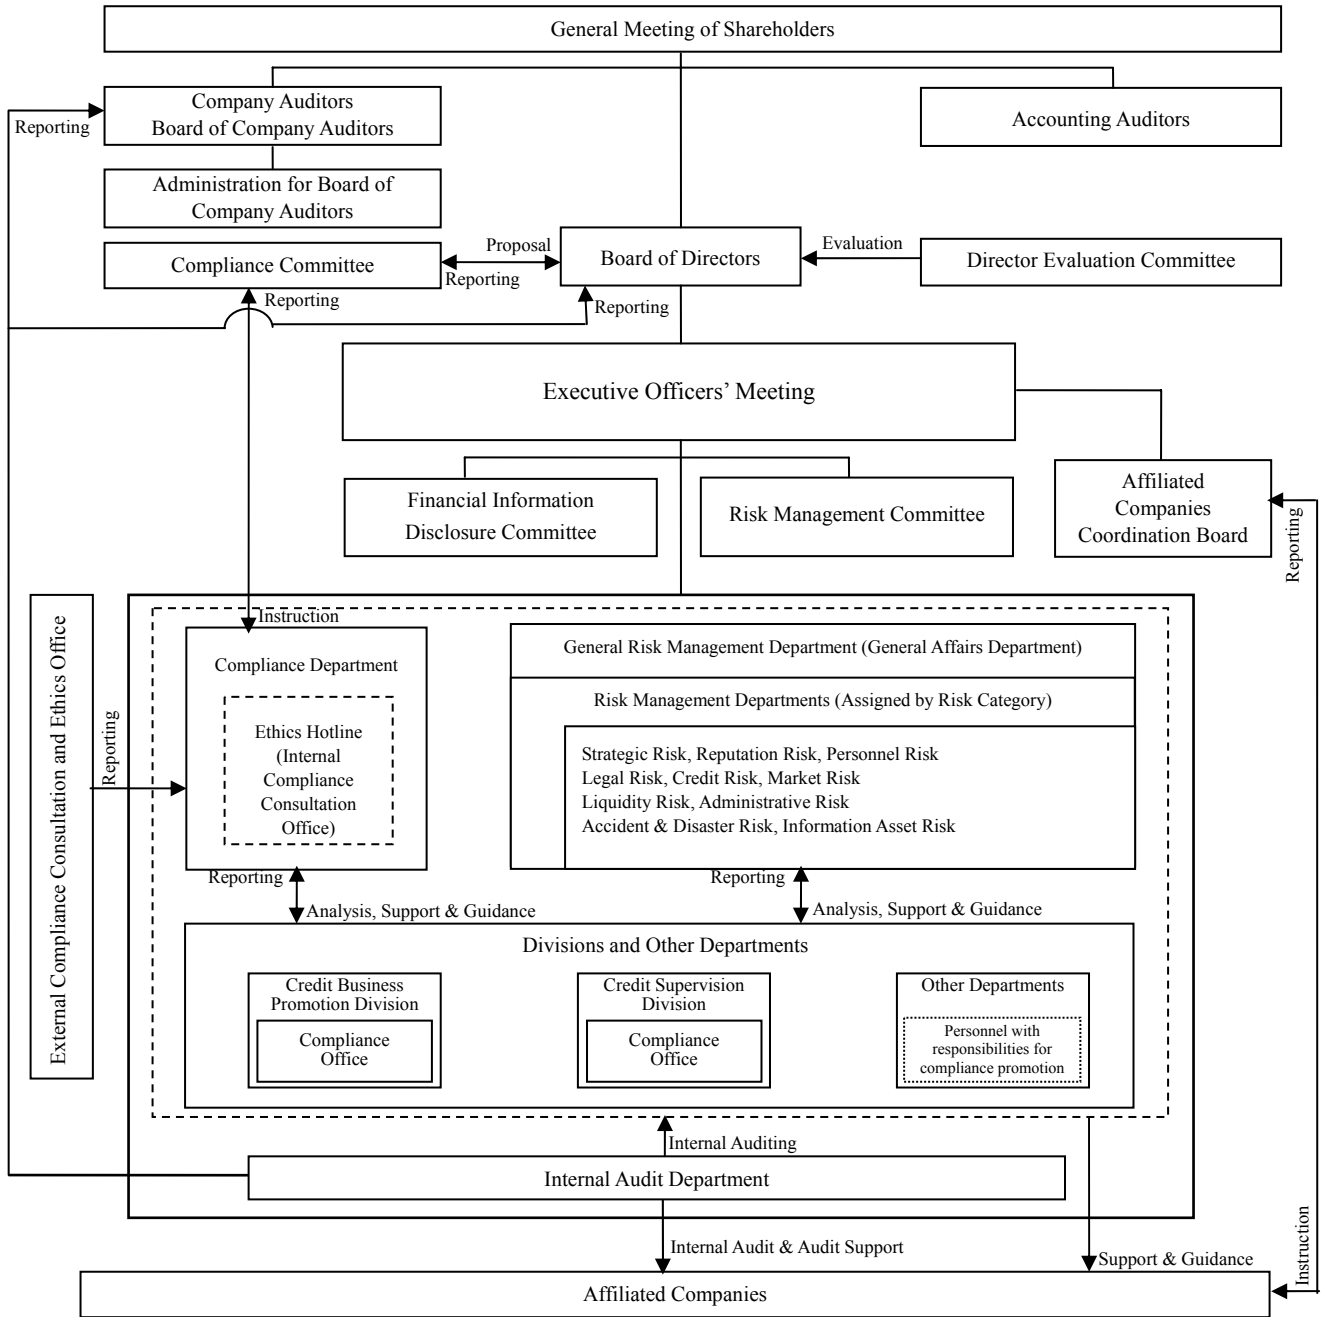 General Meeting of Shareholders
Company Auditors
Board of Company Auditors
Accounting Auditors
Reporting
Administration for Board of
Company Auditors
Proposal
Reporting
Compliance Committee
Board of Directors
Evaluation
Director Evaluation Committee
Reporting
Reporting
Executive Officers’ Meeting
Financial Information
Disclosure Committee
Risk Management Committee
Affiliated
Companies
Coordination Board
Reporting
External Compliance Consultation and Ethics Office
Reporting
Instruction
Compliance Department
Ethics Hotline
(Internal
Compliance
Consultation
Office)
General Risk Management Department (General Affairs Department)
Risk Management Departments (Assigned by Risk Category)
Strategic Risk, Reputation Risk, Personnel Risk
Legal Risk, Credit Risk, Market Risk
Liquidity Risk, Administrative Risk
Accident & Disaster Risk, Information Asset Risk
Reporting
Analysis, Support & Guidance
Reporting
Analysis, Support & Guidance
Divisions and Other Departments
Credit Business
Promotion Division
Compliance
Office
Credit Supervision
Division
Compliance
Office
Other Departments
Personnel with
responsibilities for
compliance promotion
Internal Auditing
Internal Audit Department
Internal Audit & Audit Support
Support & Guidance
Instruction
Affiliated Companies